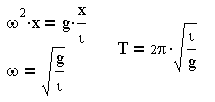 ω²·x = g·x/ι
ω = √(g/ι)
T = 2π·√(ι/g)